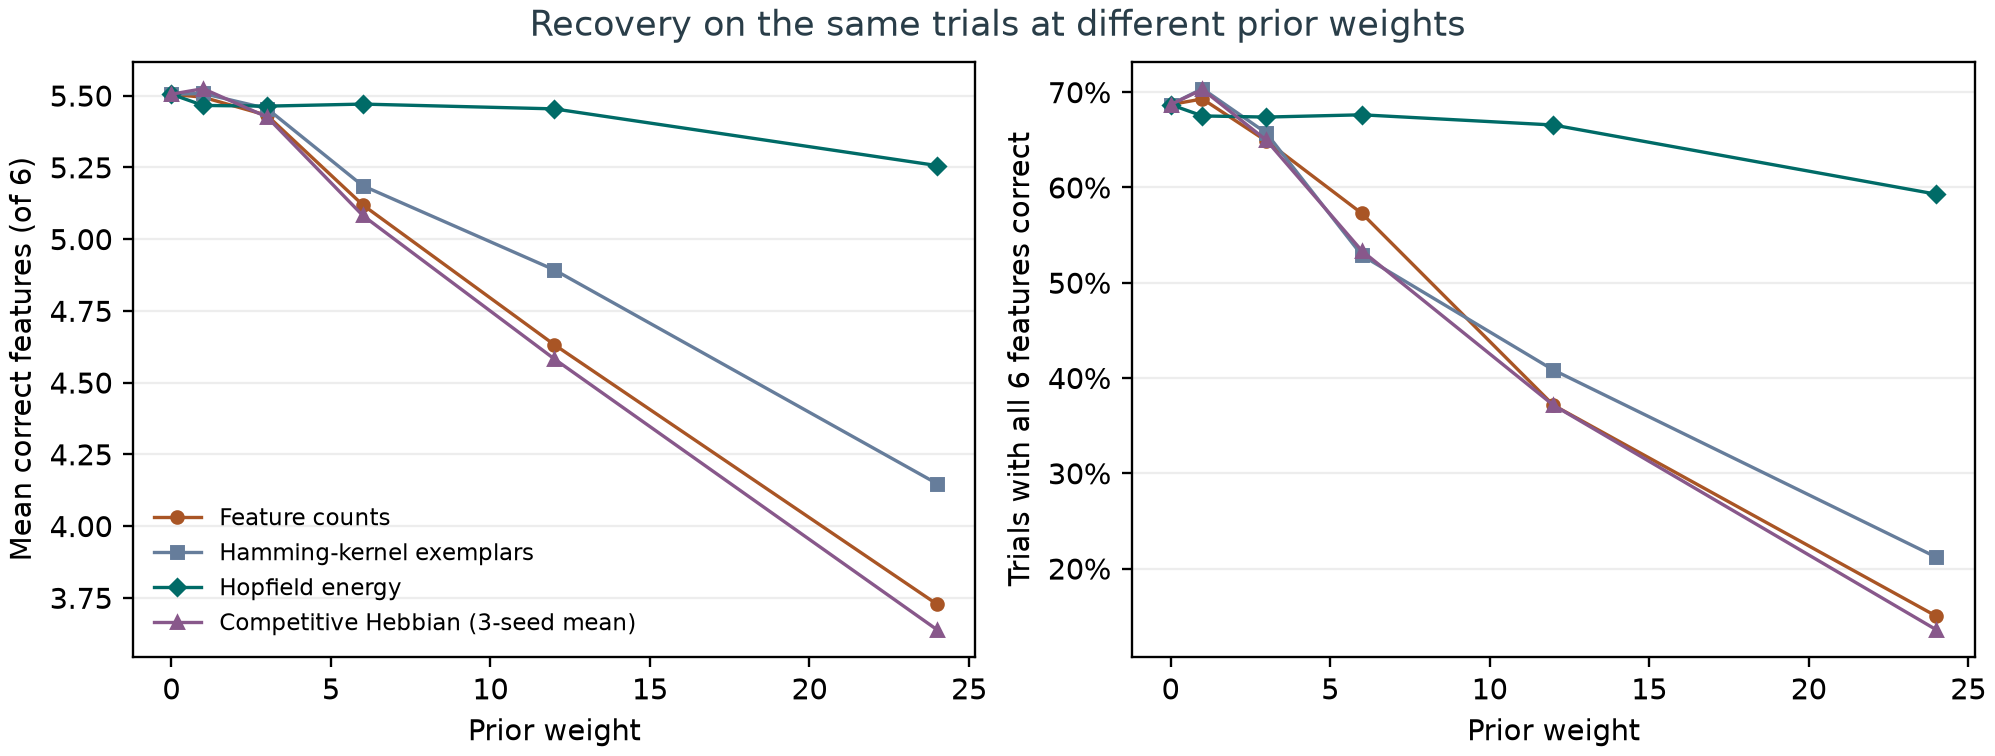 Recovery on the same trials at different prior weights
Mean correct features (of 6)
5.50
5.25
5.00
4.75
4.50
4.25
4.00
3.75
Feature counts
Hamming-kernel exemplars
Hopfield energy
Competitive Hebbian (3-seed mean)
0 5 10 15 20 25
Prior weight
Trials with all 6 features correct
70%
60%
50%
40%
30%
20%
0 5 10 15 20 25
Prior weight